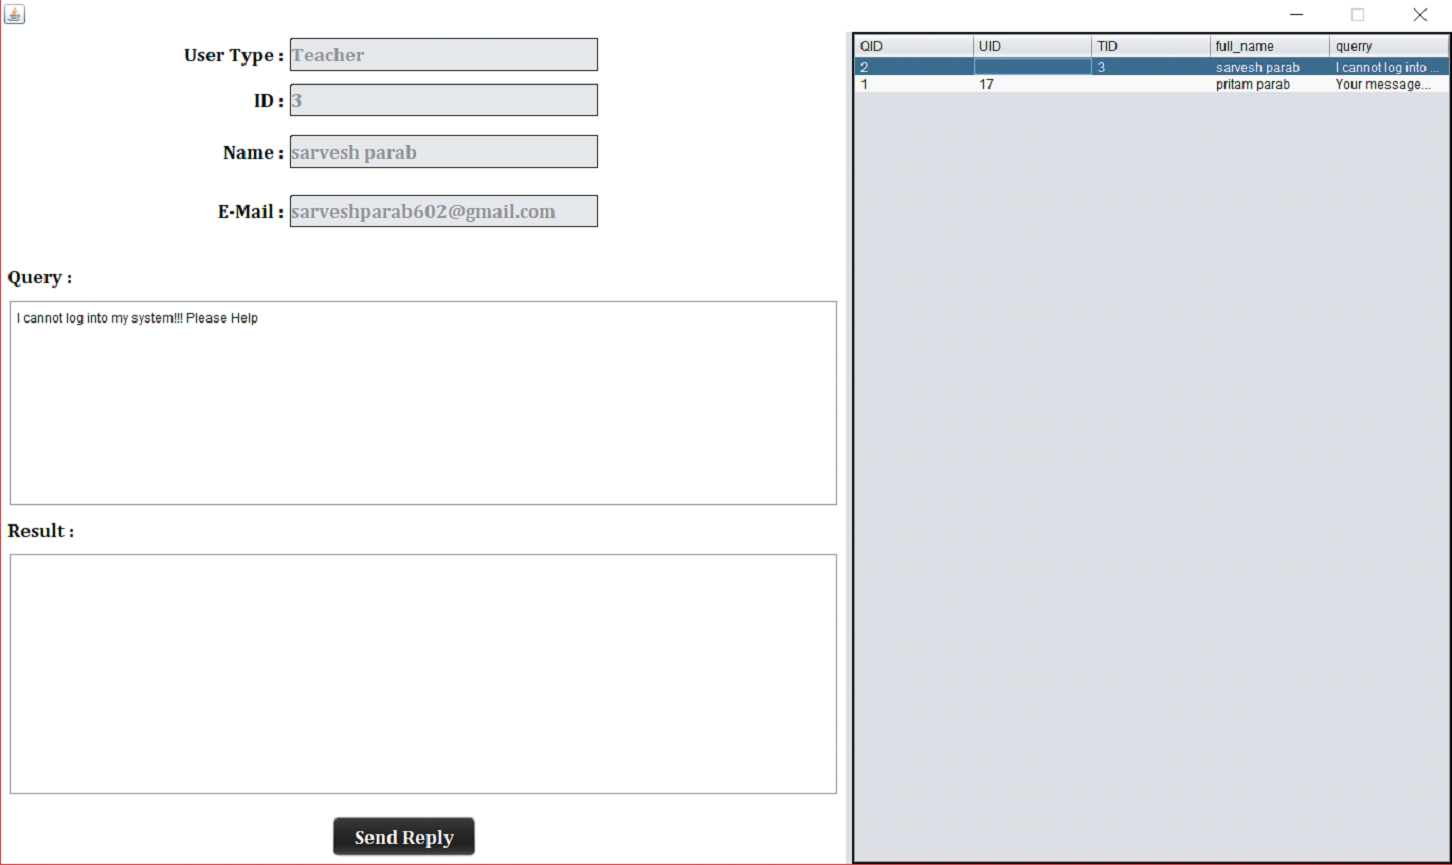 User Type : Teacher
ID : 3
Name : sarvesh parab
E-Mail : sarveshparab602@gmail.com
Query :
I cannot log into my system!!! Please Help
Result :
Send Reply
QID UID TID full_name querry
2 3 sarvesh parab I cannot log into ...
1 17 pritam parab Your message...